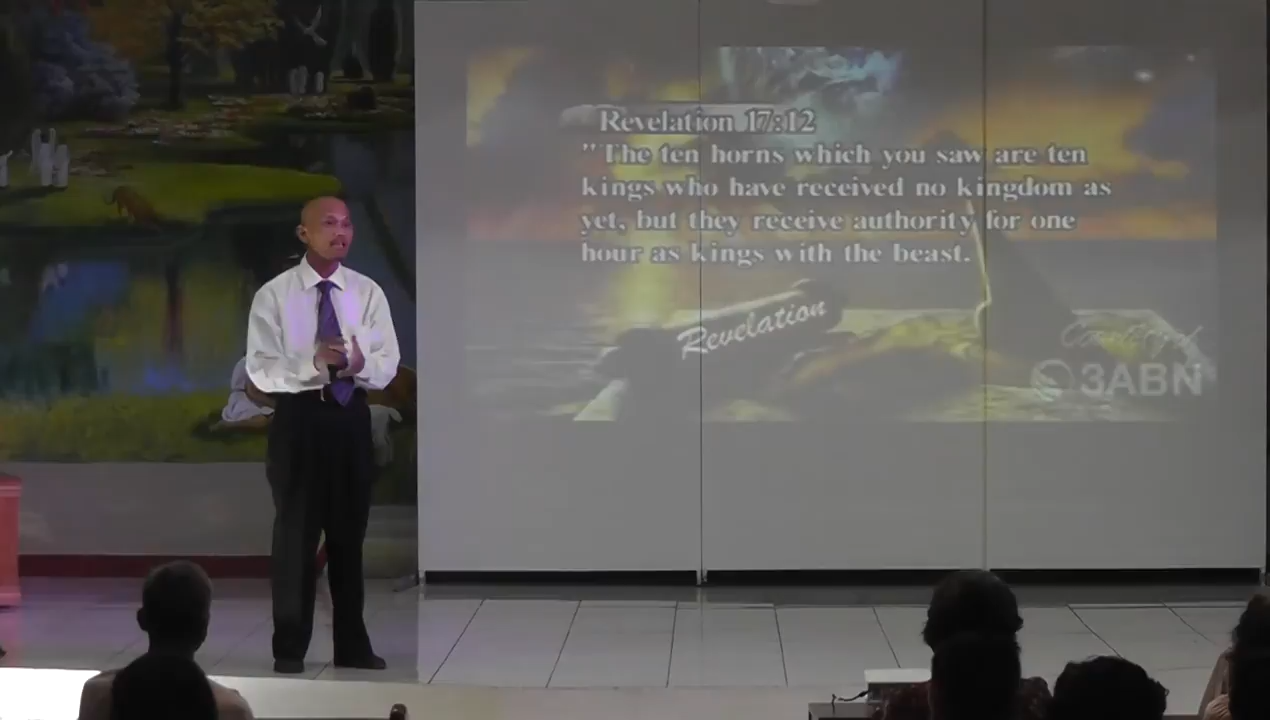 Revelation 17:12
"The ten horns which you saw are ten
kings who have received no kingdom as
yet, but they receive authority for one
hour as kings with the beast.
Revelation
3ABN